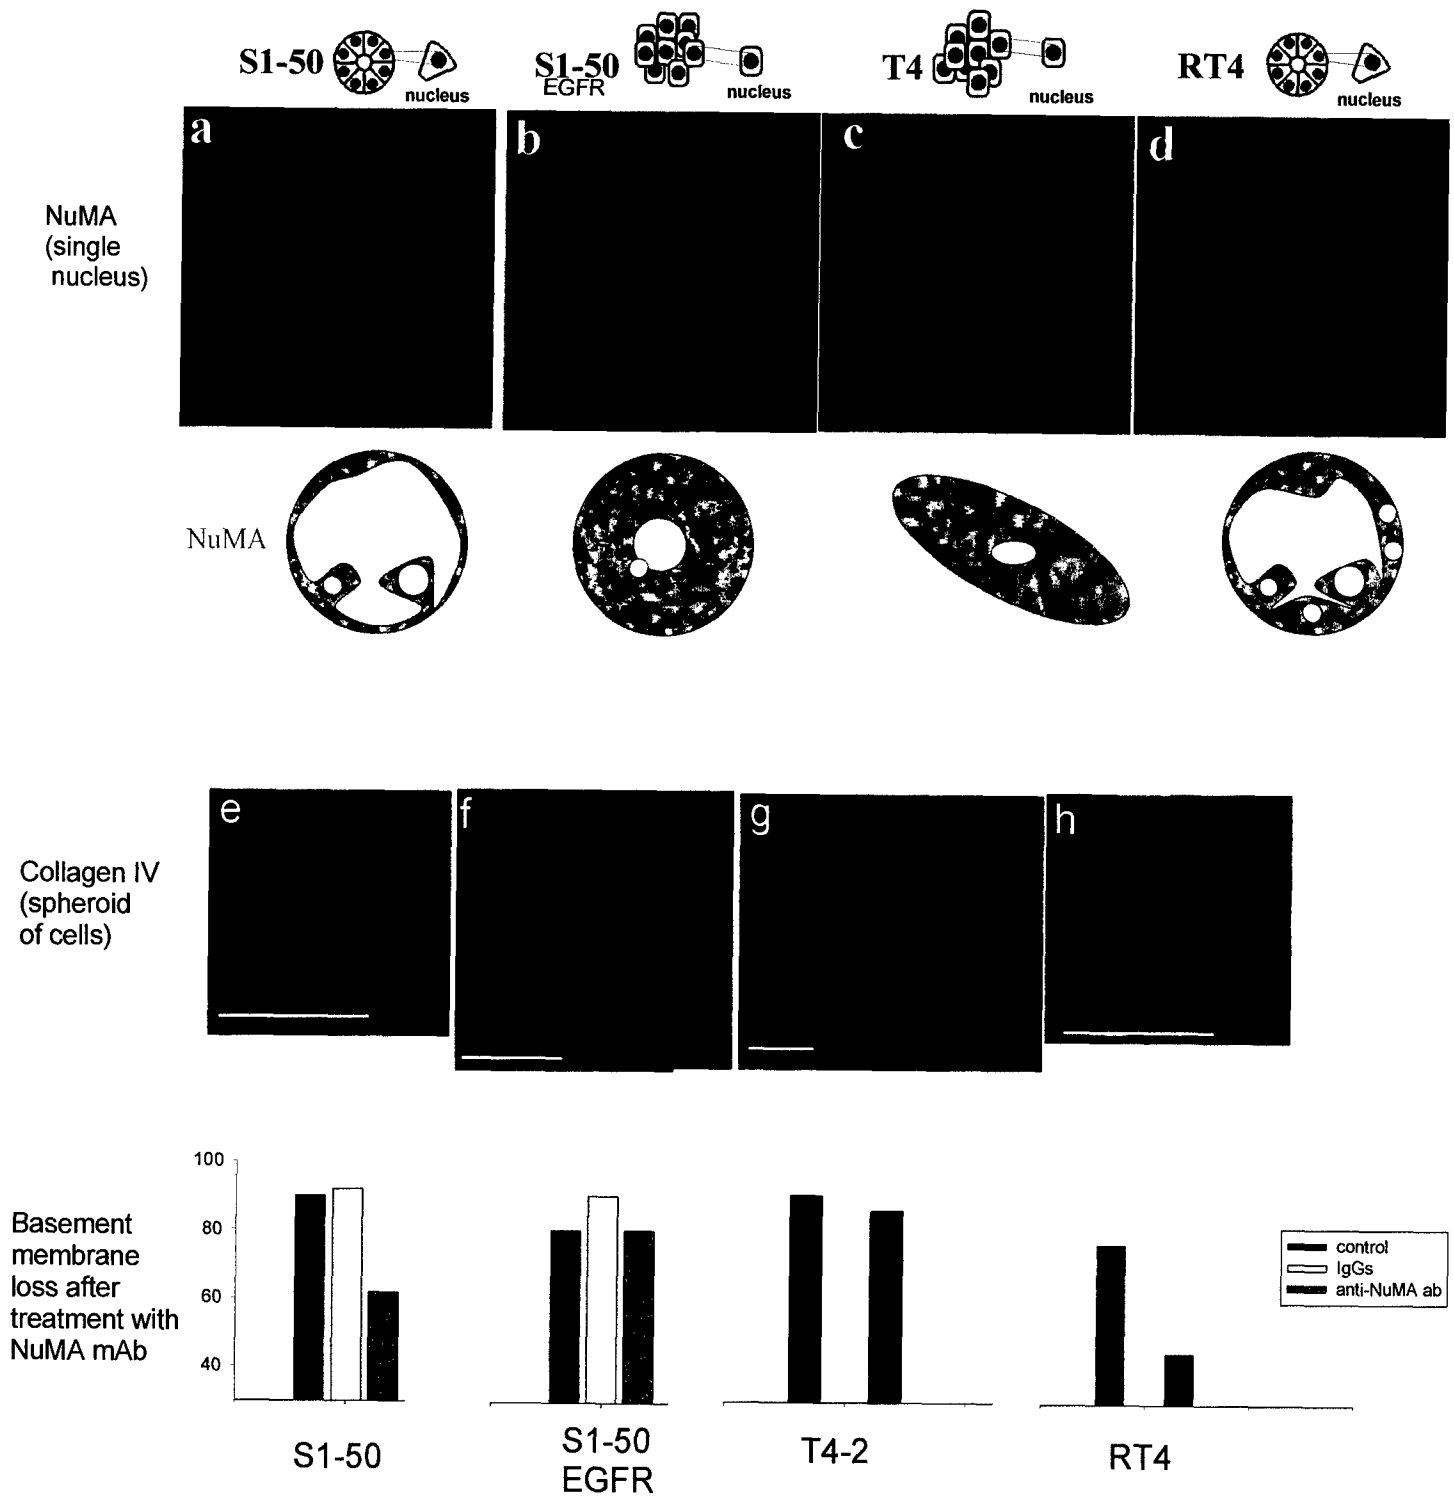 S1-50
nucleus
S1-50
EGFR
nucleus
T4
nucleus
RT4
nucleus
a
b
c
d
NuMA
(single
nucleus)
NuMA
e
f
g
h
Collagen IV
(spheroid
of cells)
Basement
membrane
loss after
treatment with
NuMA mAb
100
80
60
40
control
IgGs
anti-NuMA ab
S1-50
S1-50
EGFR
T4-2
RT4